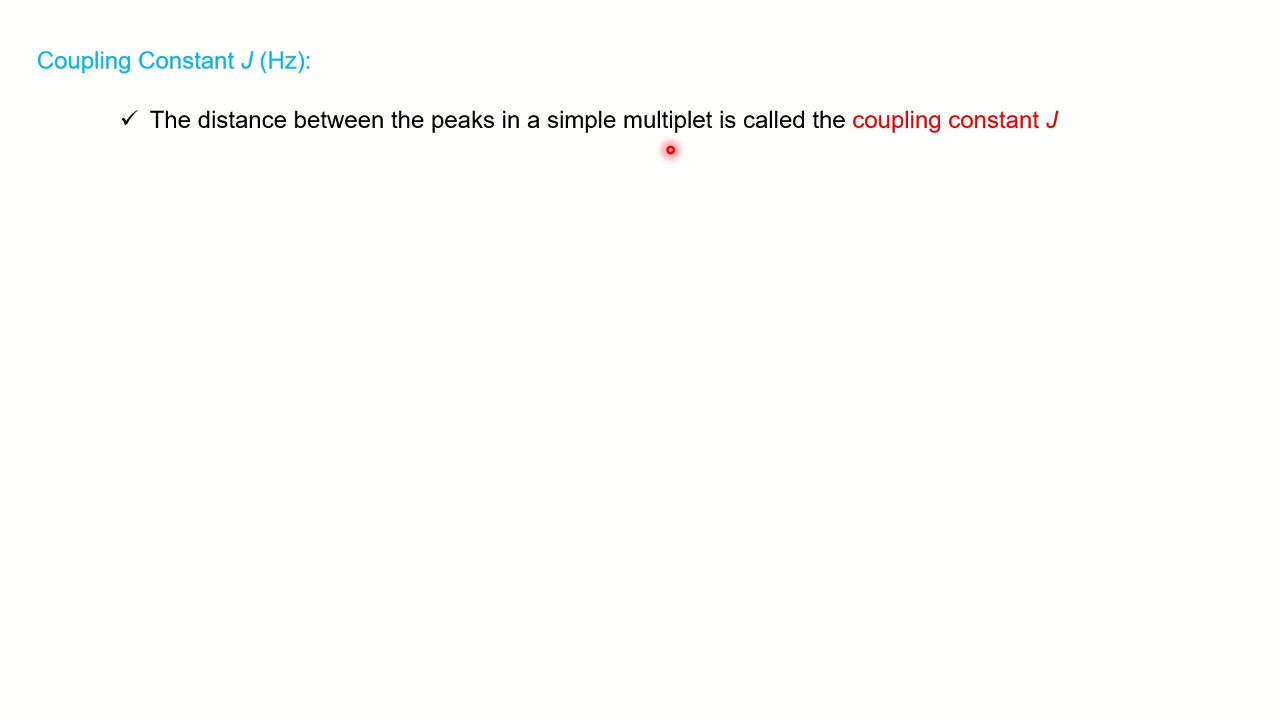 Coupling Constant J (Hz):
✓ The distance between the peaks in a simple multiplet is called the coupling constant J